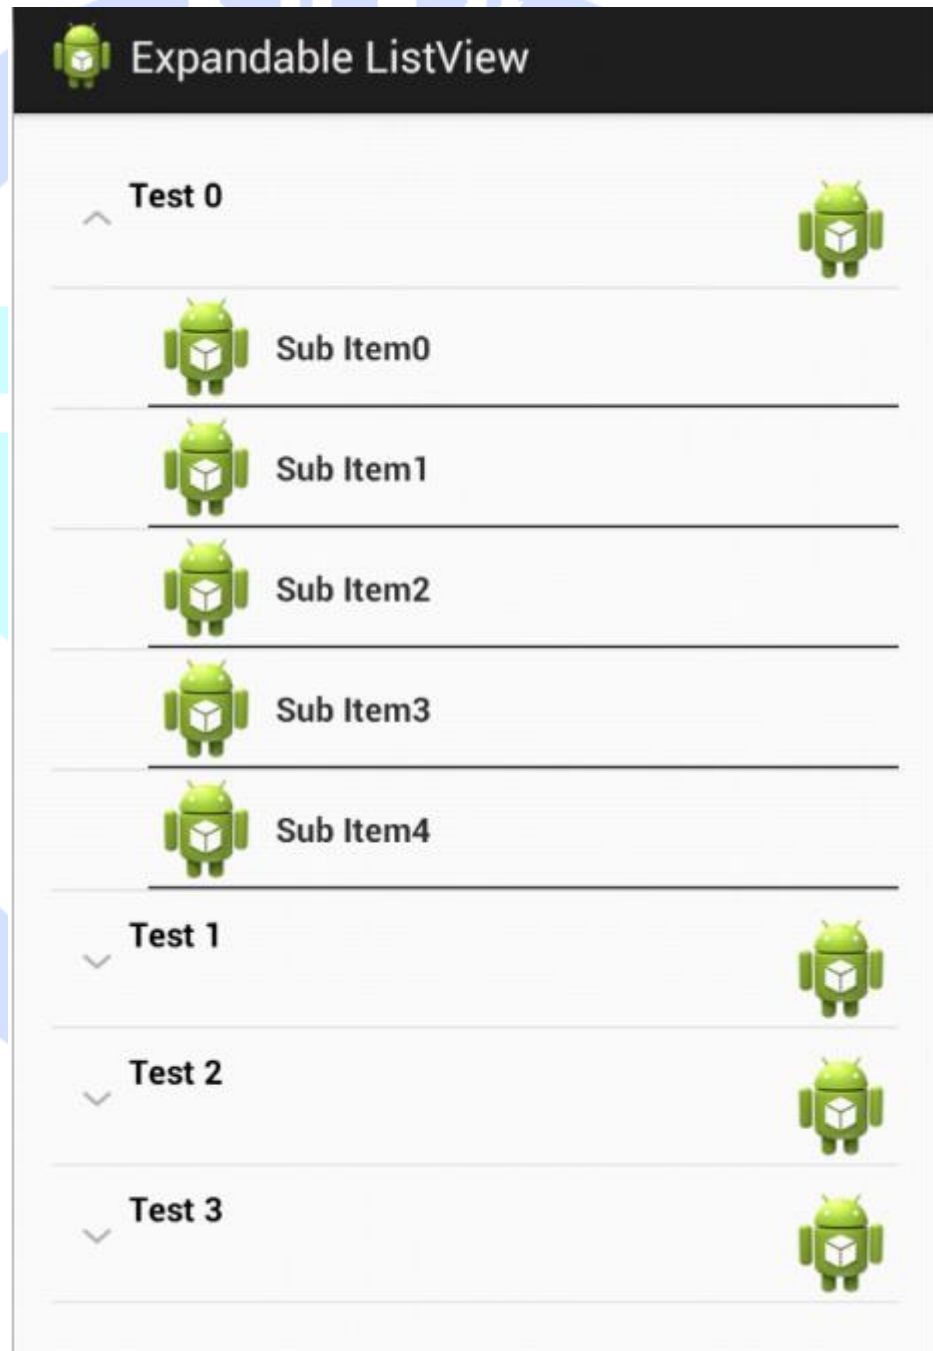 Expandable ListView
Test 0
Sub Item0
Sub Item1
Sub Item2
Sub Item3
Sub Item4
Test 1
Test 2
Test 3